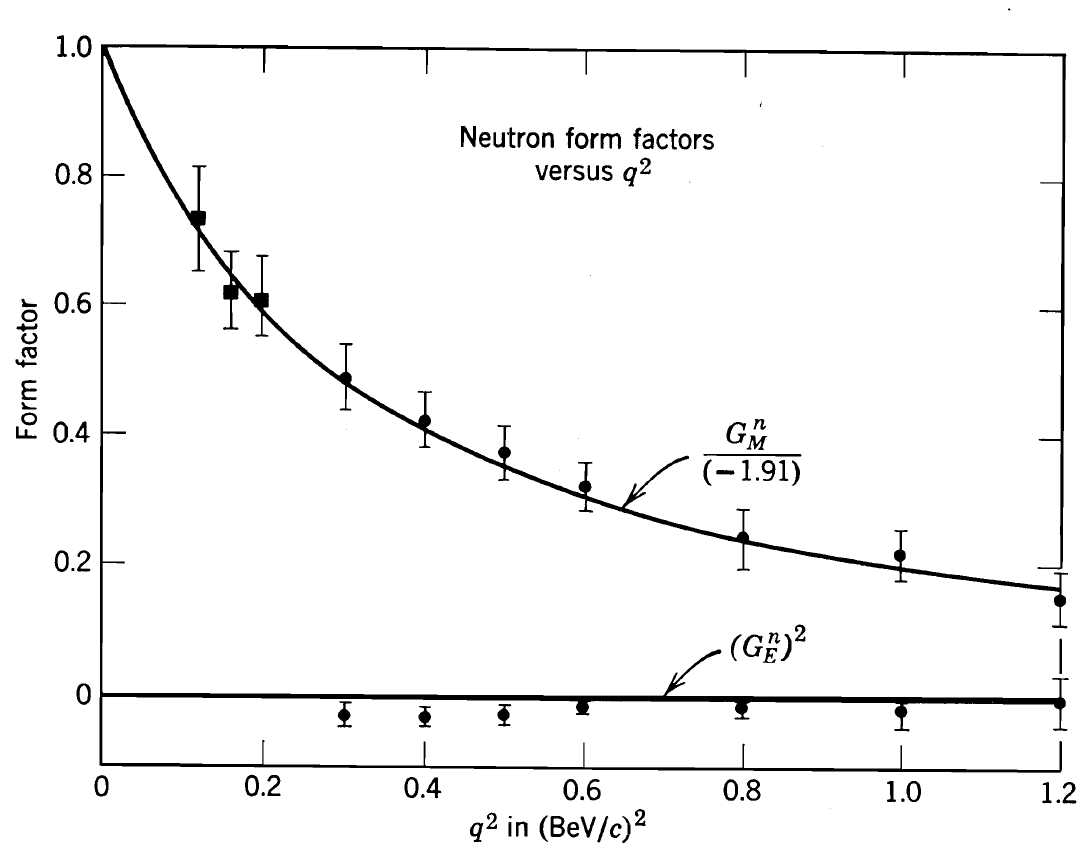 Neutron form factors
versus q²
Form factor
1.0
0.8
0.6
0.4
0.2
0
G_M^n
(−1.91)
(G_E^n)²
0 0.2 0.4 0.6 0.8 1.0 1.2
q² in (BeV/c)²